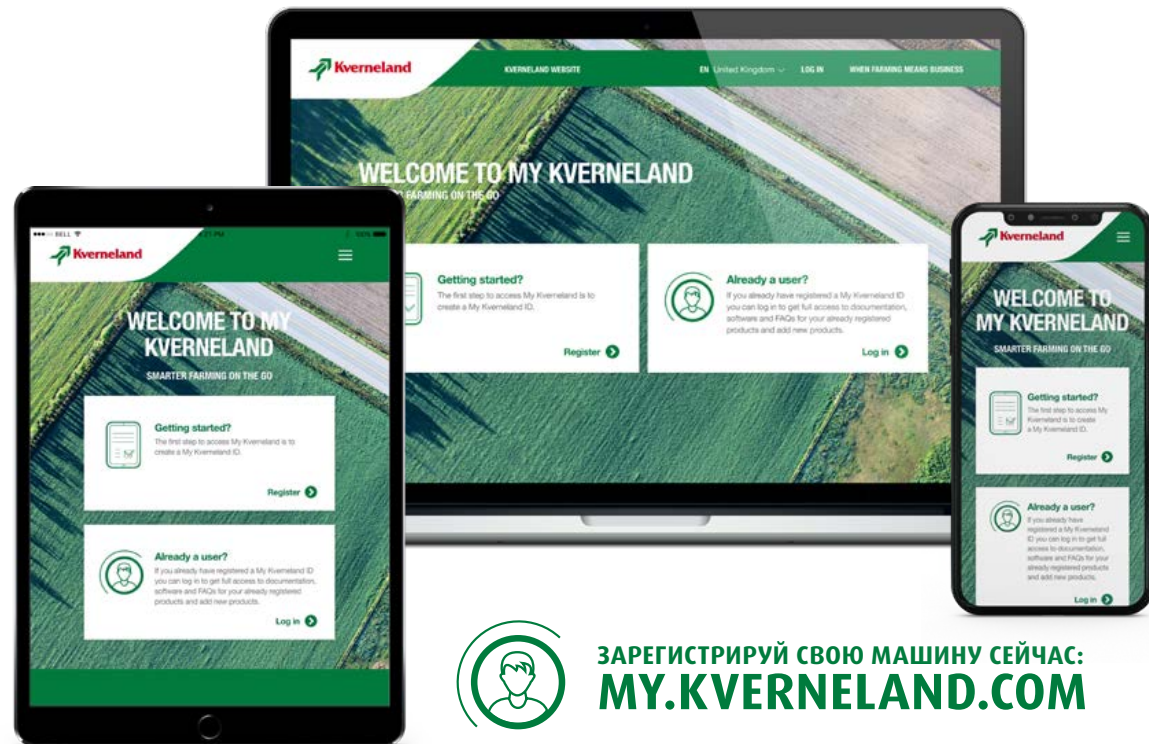 Kverneland
KVERNELAND WEBSITE
EN United Kingdom
LOG IN
WHEN FARMING MEANS BUSINESS
WELCOME TO MY KVERNELAND
FARMING ON THE GO
Getting started?
The first step to access My Kverneland is to
create a My Kverneland ID.
Register
Already a user?
If you already have registered a My Kverneland ID
you can log in to get full access to documentation,
software and FAQs for your already registered
products and add new products.
Log in
BELL
21 PM
100%
Kverneland
WELCOME TO MY
KVERNELAND
SMARTER FARMING ON THE GO
Getting started?
The first step to access My Kverneland is to
create a My Kverneland ID.
Register
Already a user?
If you already have registered a My Kverneland ID
you can log in to get full access to documentation,
software and FAQs for your already registered
products and add new products.
Log in
Kverneland
WELCOME TO
MY KVERNELAND
SMARTER FARMING ON THE GO
Getting started?
The first step to access My
Kverneland is to create
a My Kverneland ID.
Register
Already a user?
If you already have
registered a My Kverneland
ID you can log in to get full
access to documentation,
software and FAQs for your
already registered products
and add new products.
Log in
ЗАРЕГИСТРИРУЙ СВОЮ МАШИНУ СЕЙЧАС:
MY.KVERNELAND.COM